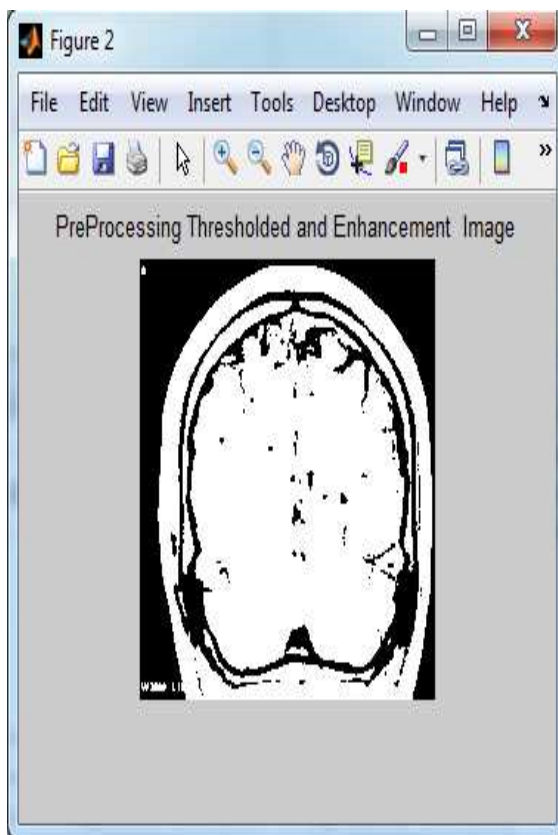 Figure 2
File Edit View Insert Tools Desktop Window Help
PreProcessing Thresholded and Enhancement Image